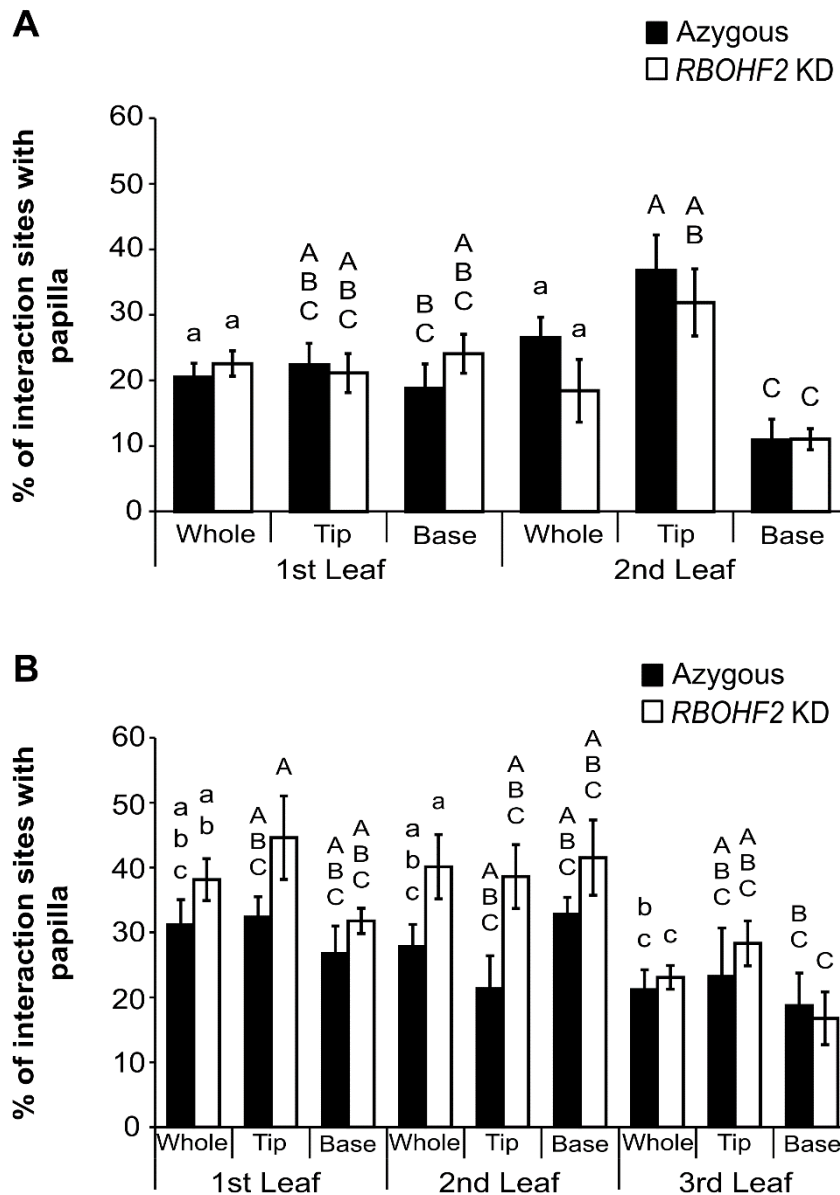 A
Azygous
RBOHF2 KD
% of interaction sites with
papilla
60
50
40
30
20
10
0
a
a
A
B
C
A
B
C
B
C
A
B
C
a
a
A
A
B
C
C
Whole
Tip
Base
Whole
Tip
Base
1st Leaf
2nd Leaf
B
Azygous
RBOHF2 KD
% of interaction sites with
papilla
60
50
40
30
20
10
0
a
b
c
a
b
A
B
C
A
A
B
C
A
B
C
a
b
c
a
A
B
C
A
B
C
A
B
C
A
B
C
b
c
c
A
B
C
A
B
C
B
C
C
Whole
Tip
Base
Whole
Tip
Base
Whole
Tip
Base
1st Leaf
2nd Leaf
3rd Leaf